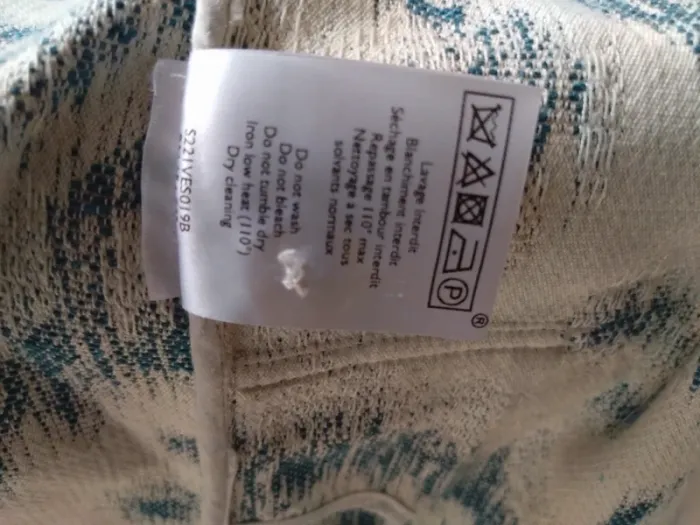 Lavage interdit
Blanchiment interdit
Séchage en tambour interdit
Repassage 110° max
Nettoyage à sec tous
solvants normaux
Do not wash
Do not bleach
Do not tumble dry
Iron low heat (110°)
Dry cleaning
S221VES019B
P
®